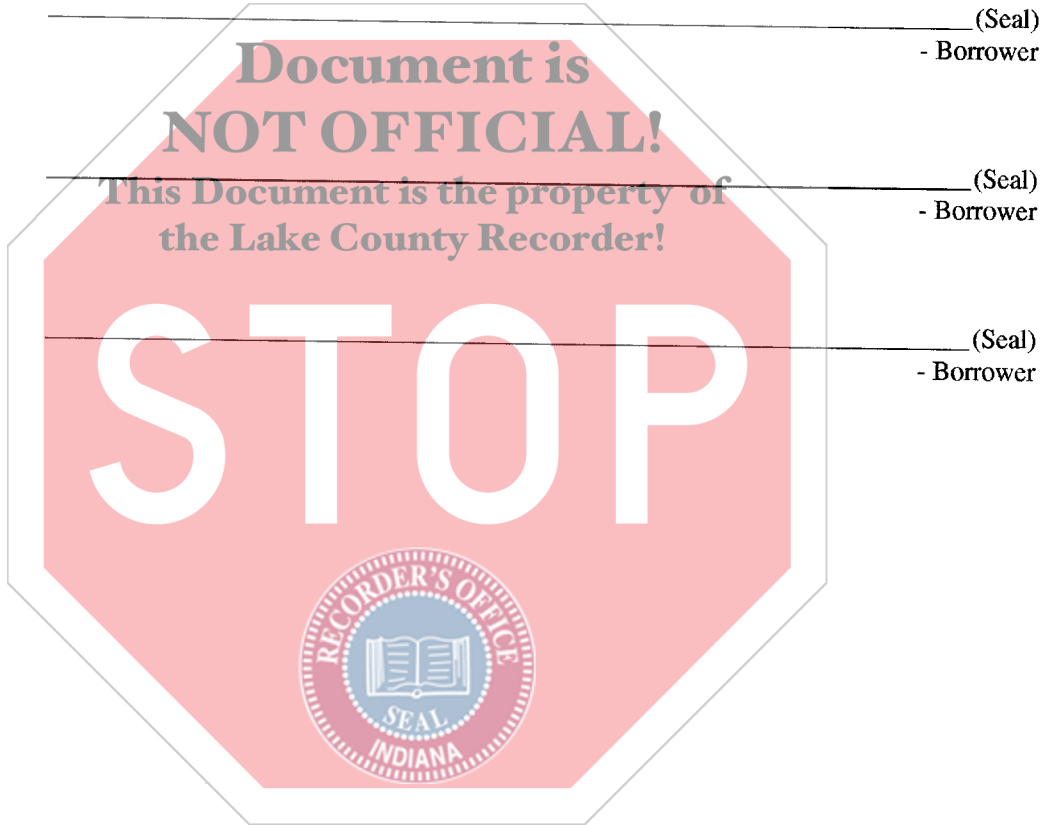 (Seal)
- Borrower
Document is
NOT OFFICIAL!
This Document is the property of
the Lake County Recorder!
(Seal)
- Borrower
(Seal)
- Borrower
STOP
RECORDER'S OFFICE
SEAL
INDIANA